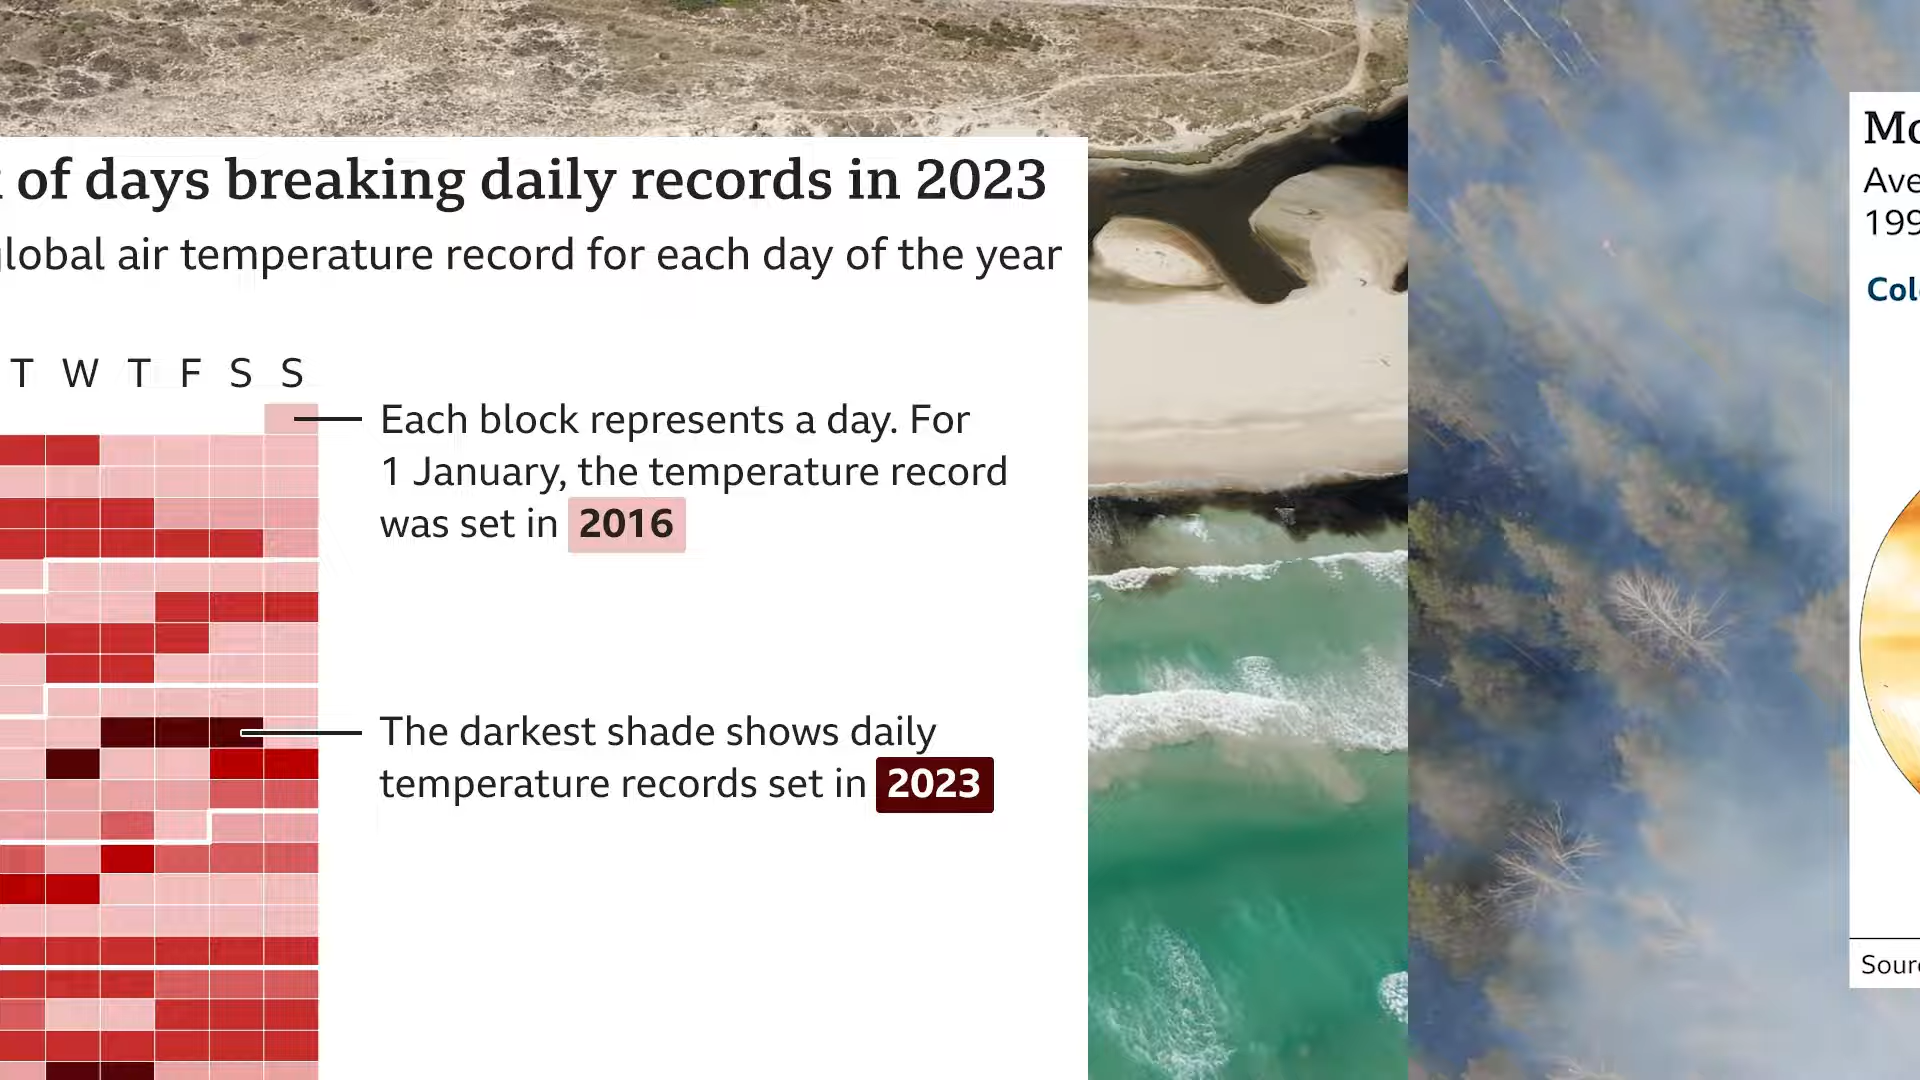 of days breaking daily records in 2023
global air temperature record for each day of the year
T W T F S S
Each block represents a day. For
1 January, the temperature record
was set in 2016
The darkest shade shows daily
temperature records set in 2023
Mo
Ave
199
Col
Sour